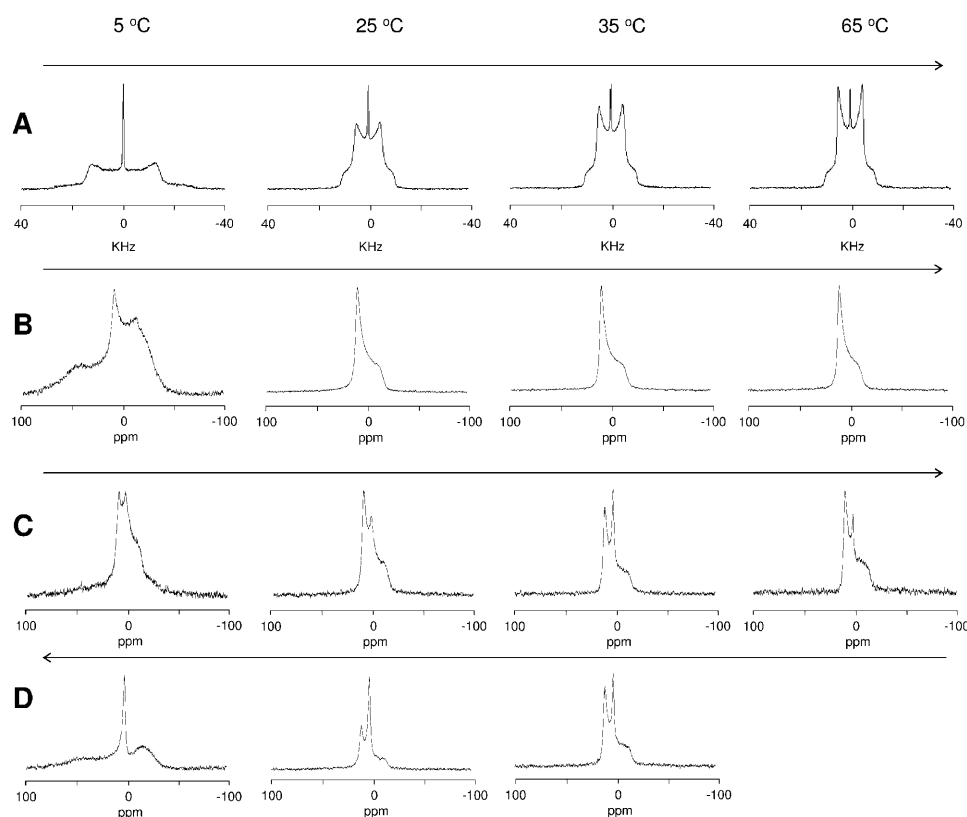 5 °C 25 °C 35 °C 65 °C
A
40 0 -40 40 0 -40 40 0 -40 40 0 -40
KHz KHz KHz KHz
B
100 0 -100 100 0 -100 100 0 -100 100 0 -100
ppm ppm ppm ppm
C
100 0 -100 100 0 -100 100 0 -100 100 0 -100
ppm ppm ppm ppm
D
100 0 -100 100 0 -100 100 0 -100
ppm ppm ppm